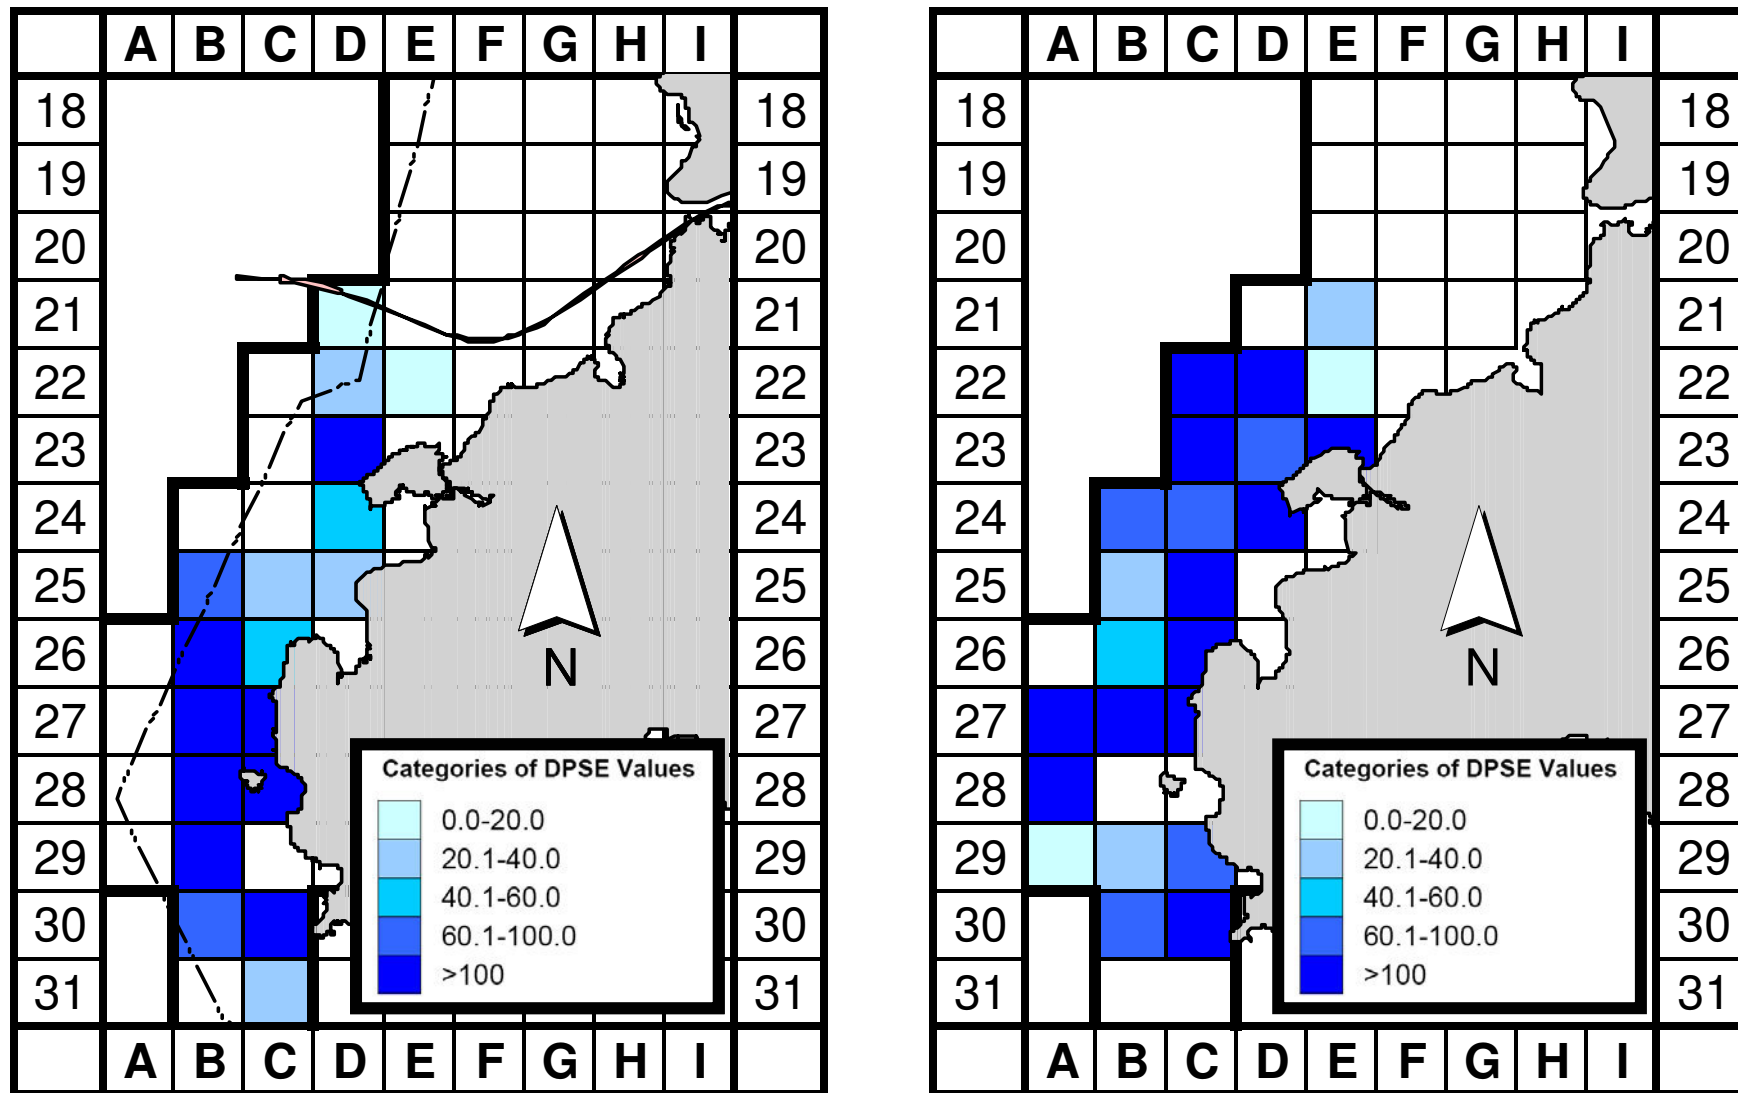 A B C D E F G H I
A B C D E F G H I
18 18 18 18
19 19 19 19
20 20 20 20
21 21 21 21
22 22 22 22
23 23 23 23
24 24 24 24
25 25 25 25
26 26 26 26
N N
27 27 27 27
Categories of DPSE Values
Categories of DPSE Values
28 28 28 28
0.0-20.0
0.0-20.0
29 20.1-40.0 29
29 20.1-40.0 29
40.1-60.0
40.1-60.0
30 60.1-100.0 30
30 60.1-100.0 30
31 >100 31
31 >100 31
A B C D E F G H I
A B C D E F G H I